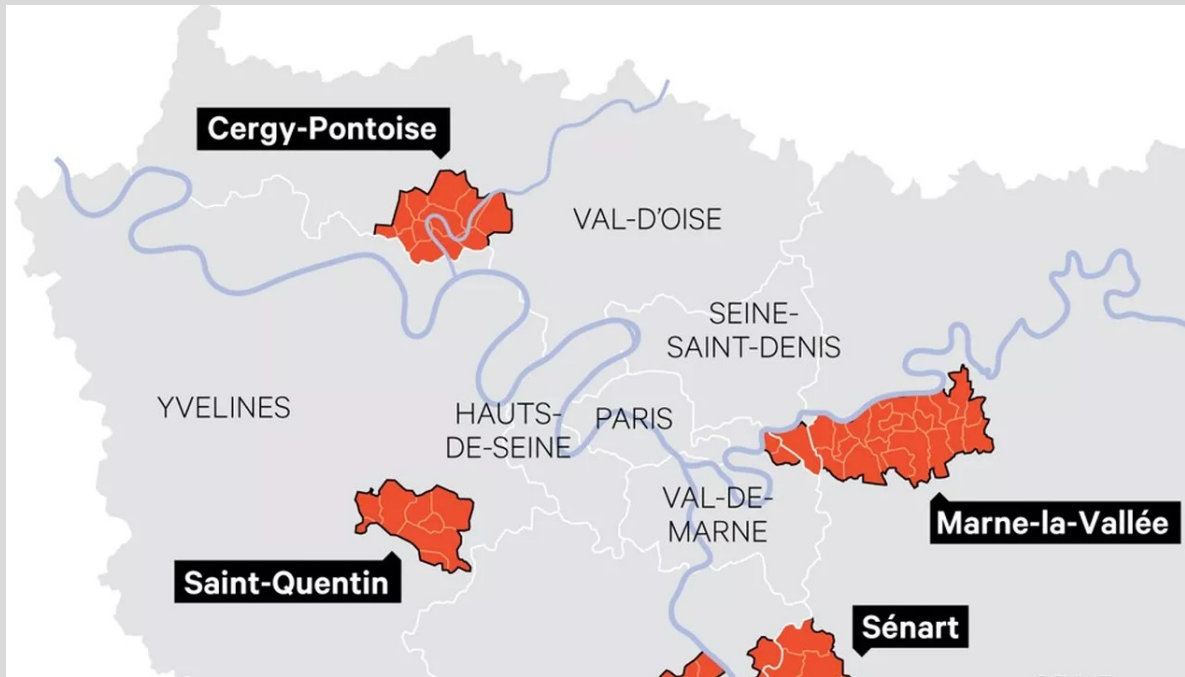 Cergy-Pontoise
VAL-D'OISE
SEINE-
SAINT-DENIS
YVELINES
HAUTS-
DE-SEINE
PARIS
VAL-DE-
MARNE
Marne-la-Vallée
Saint-Quentin
Sénart